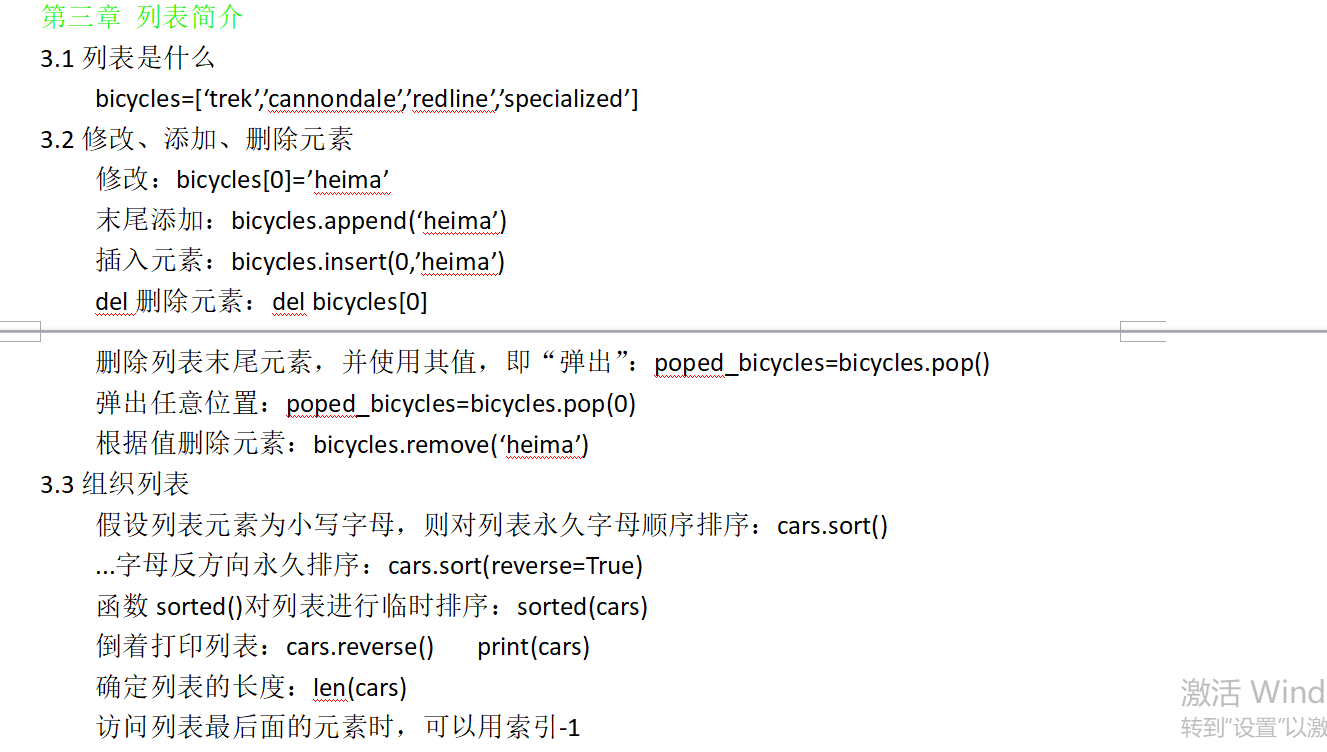 第三章 列表简介
3.1 列表是什么
bicycles=[‘trek’,’cannondale’,’redline’,’specialized’]
3.2 修改、添加、删除元素
修改：bicycles[0]=’heima’
末尾添加：bicycles.append(‘heima’)
插入元素：bicycles.insert(0,’heima’)
del 删除元素：del bicycles[0]
删除列表末尾元素，并使用其值，即“弹出”：poped_bicycles=bicycles.pop()
弹出任意位置：poped_bicycles=bicycles.pop(0)
根据值删除元素：bicycles.remove(‘heima’)
3.3 组织列表
假设列表元素为小写字母，则对列表永久字母顺序排序：cars.sort()
...字母反方向永久排序：cars.sort(reverse=True)
函数 sorted()对列表进行临时排序：sorted(cars)
倒着打印列表：cars.reverse() print(cars)
确定列表的长度：len(cars)
访问列表最后面的元素时，可以用索引-1
激活 Wind
转到“设置”以激